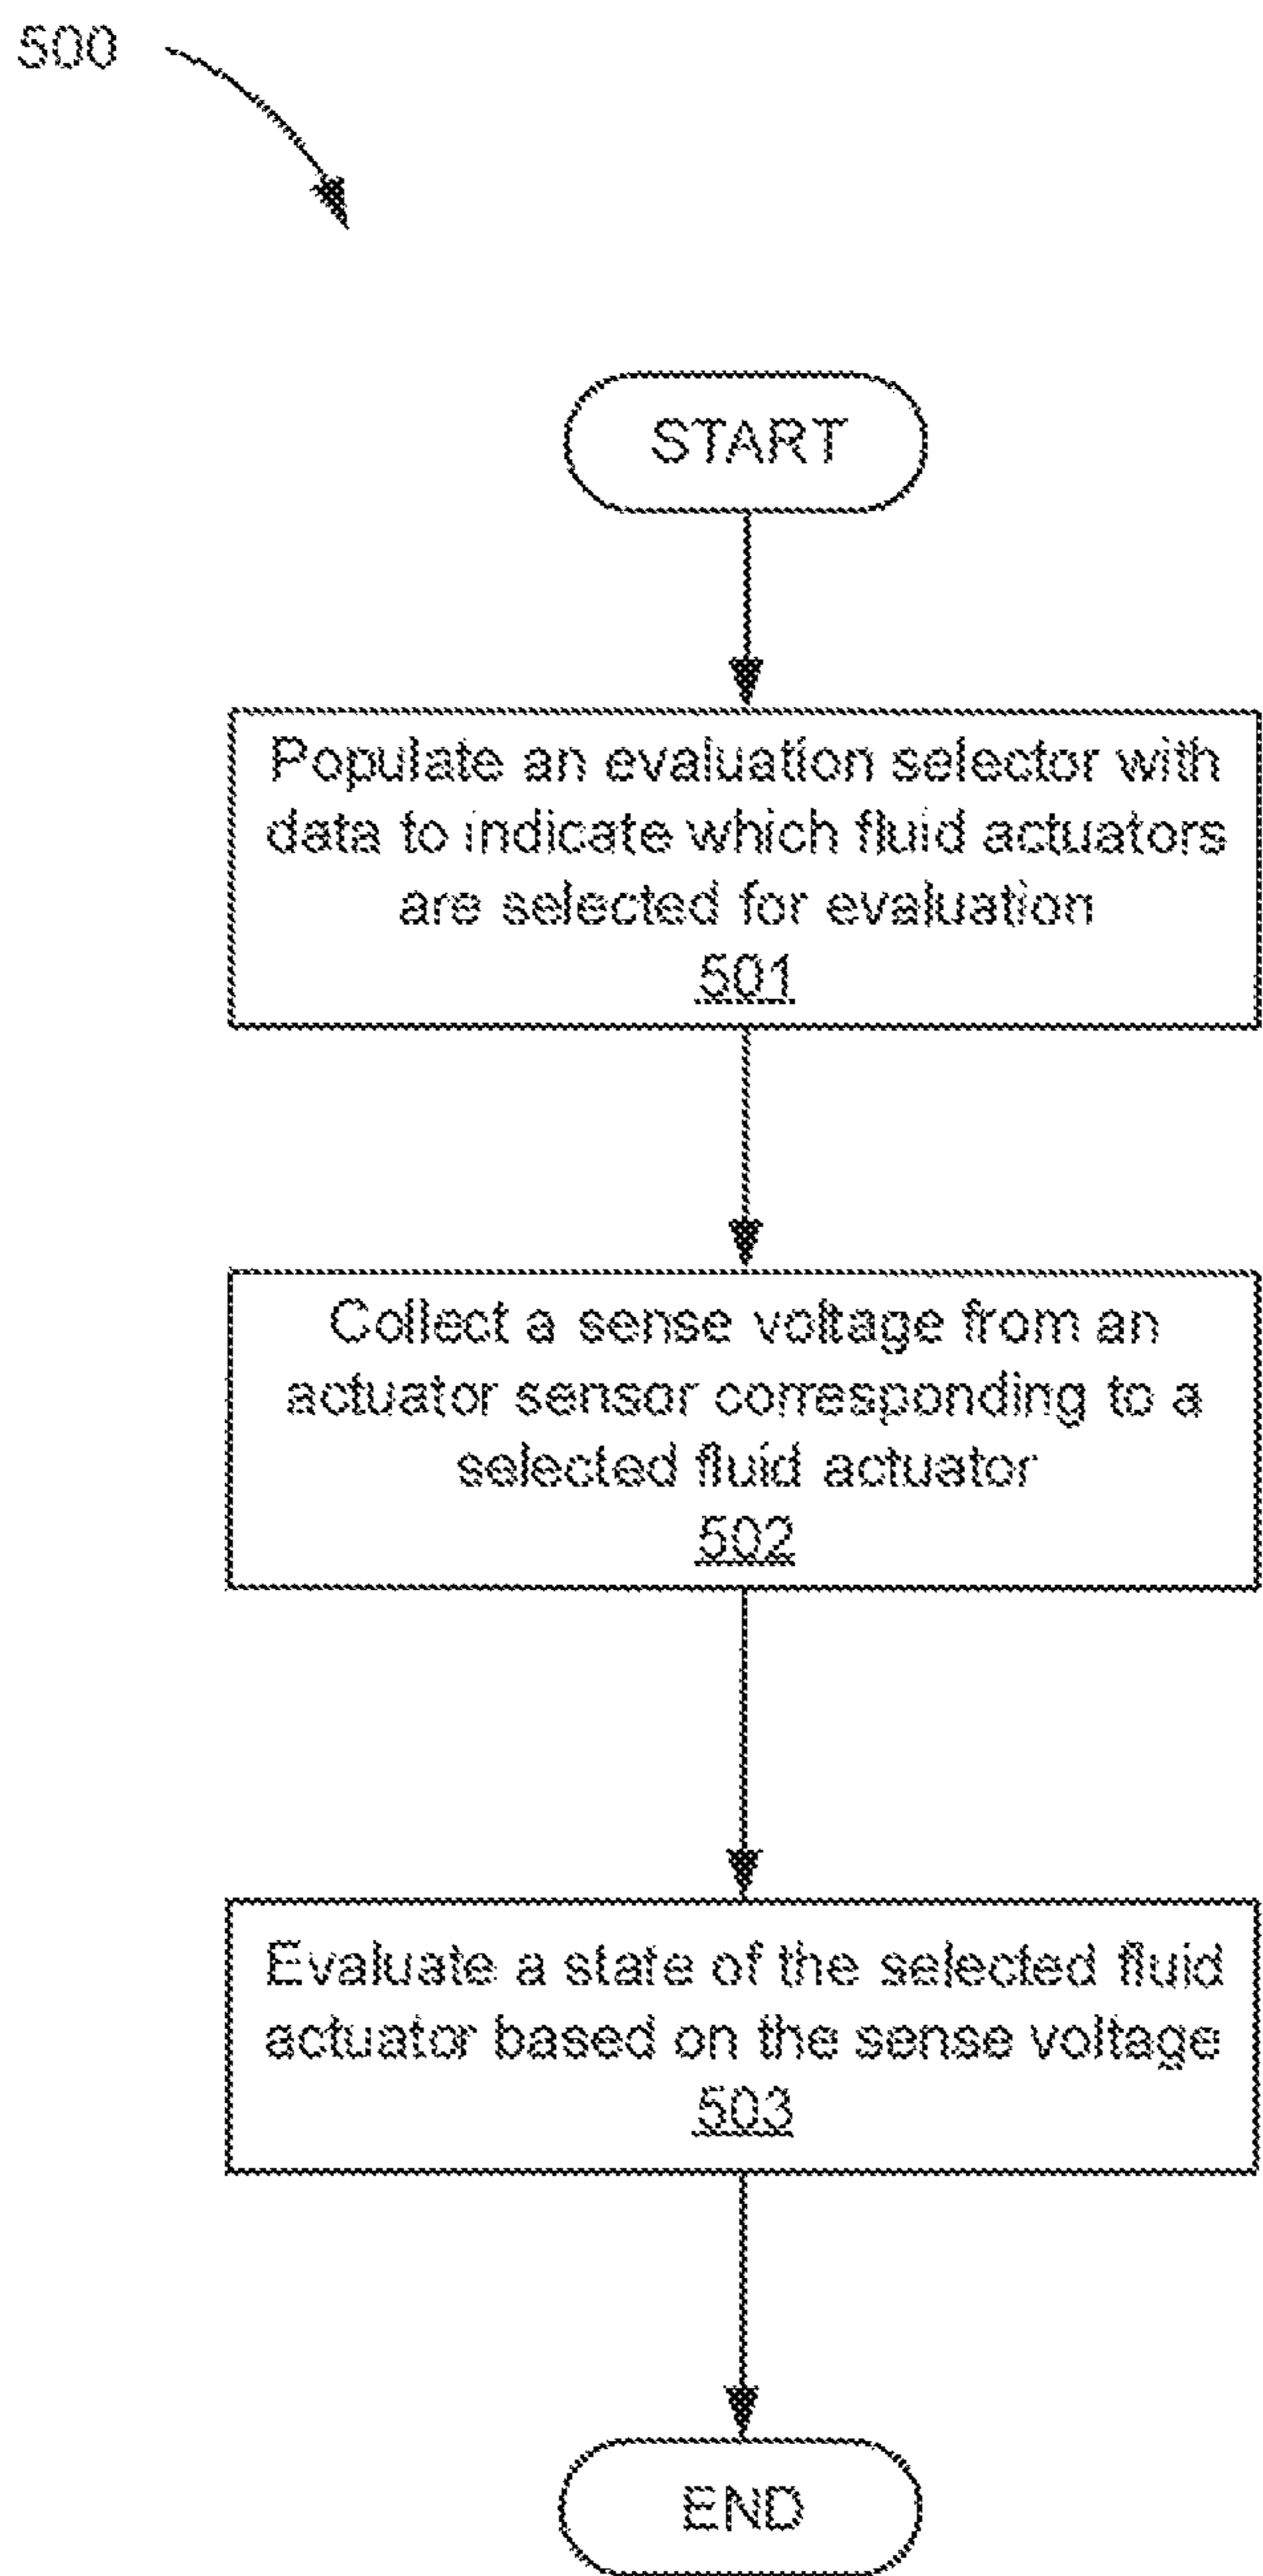 500
START
Populate an evaluation selector with
data to indicate which fluid actuators
are selected for evaluation
501
Collect a sense voltage from an
actuator sensor corresponding to a
selected fluid actuator
502
Evaluate a state of the selected fluid
actuator based on the sense voltage
503
END